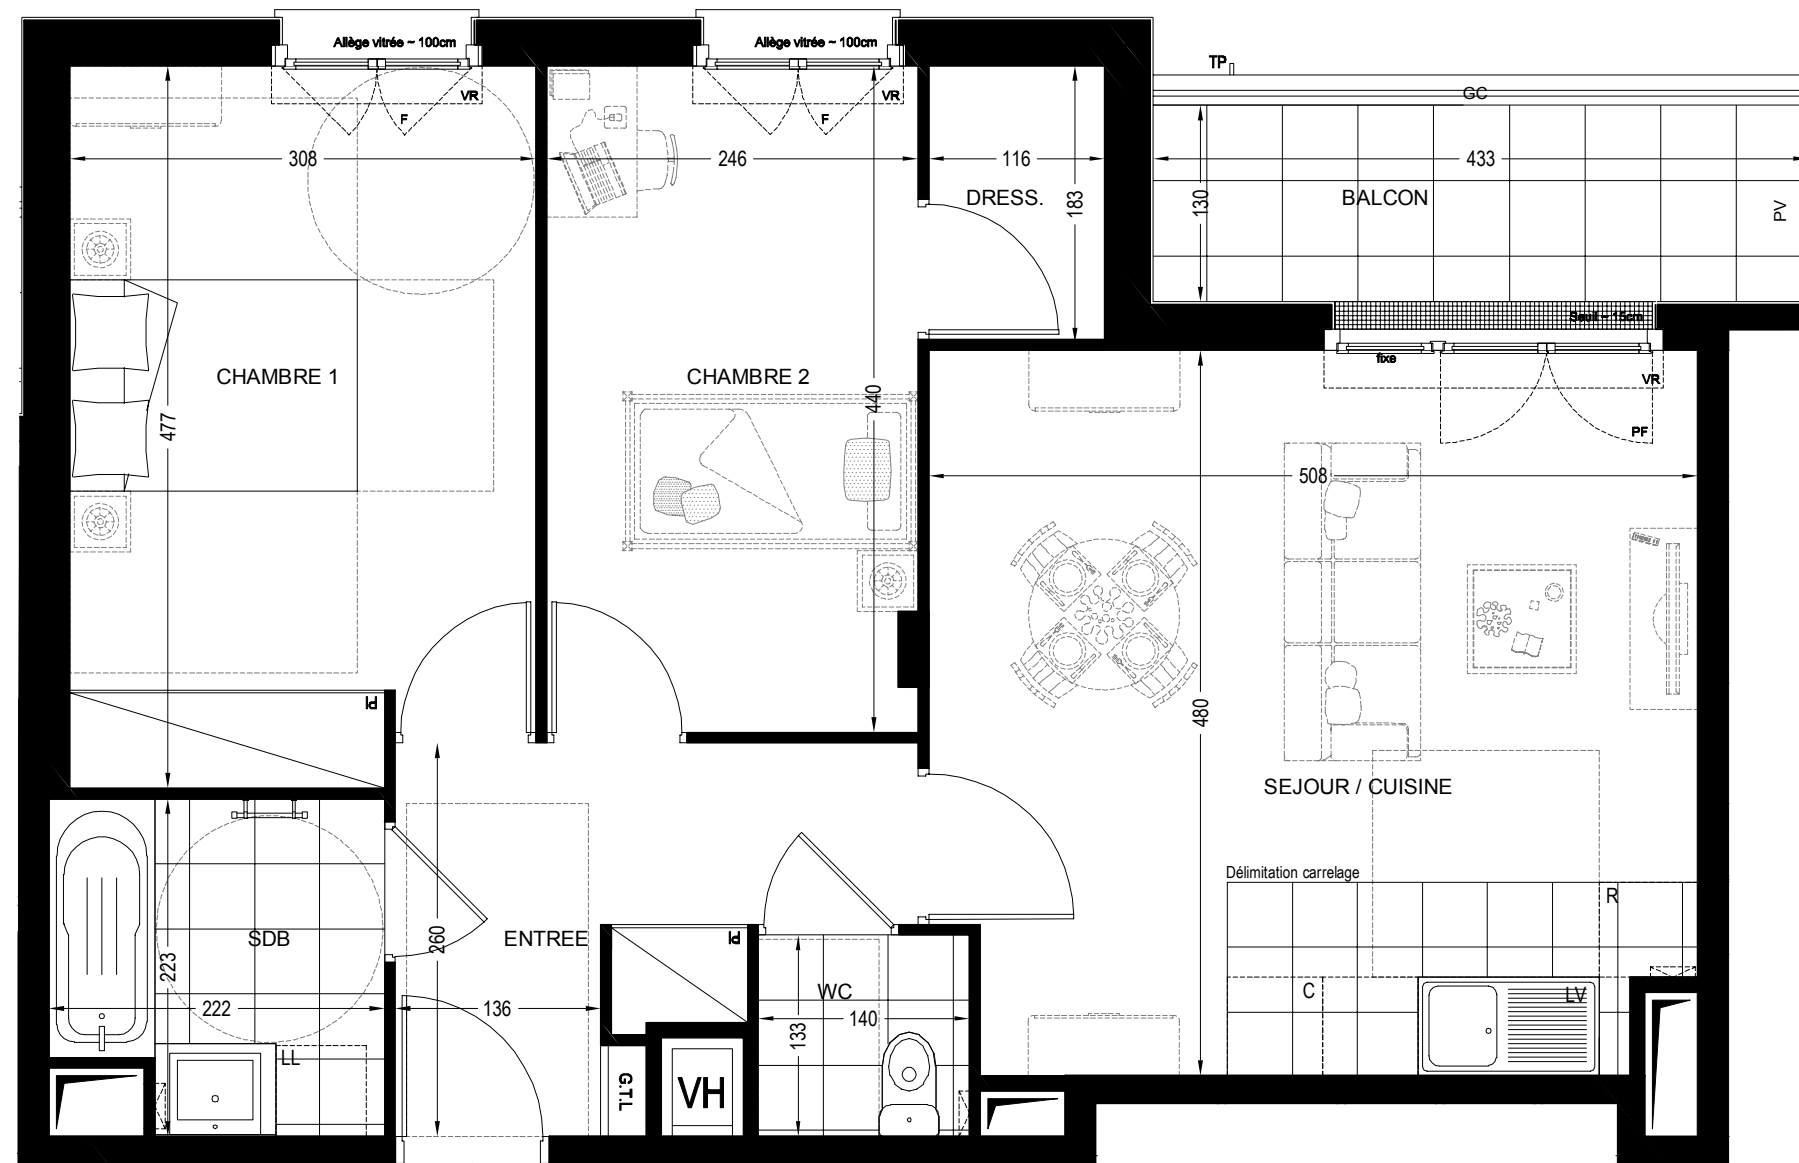 Allège vitrée ~ 100cm
Allège vitrée ~ 100cm
TP
VR
VR
GC
F
F
308
246
116
433
DRESS.
183
130
BALCON
PV
Seuil ~ 15cm
fixe
VR
CHAMBRE 1
CHAMBRE 2
477
440
PF
508
Pl
480
SEJOUR / CUISINE
Délimitation carrelage
R
SDB
260
ENTREE
Pl
223
WC
C
LV
222
136
140
133
LL
G.T.L
VH